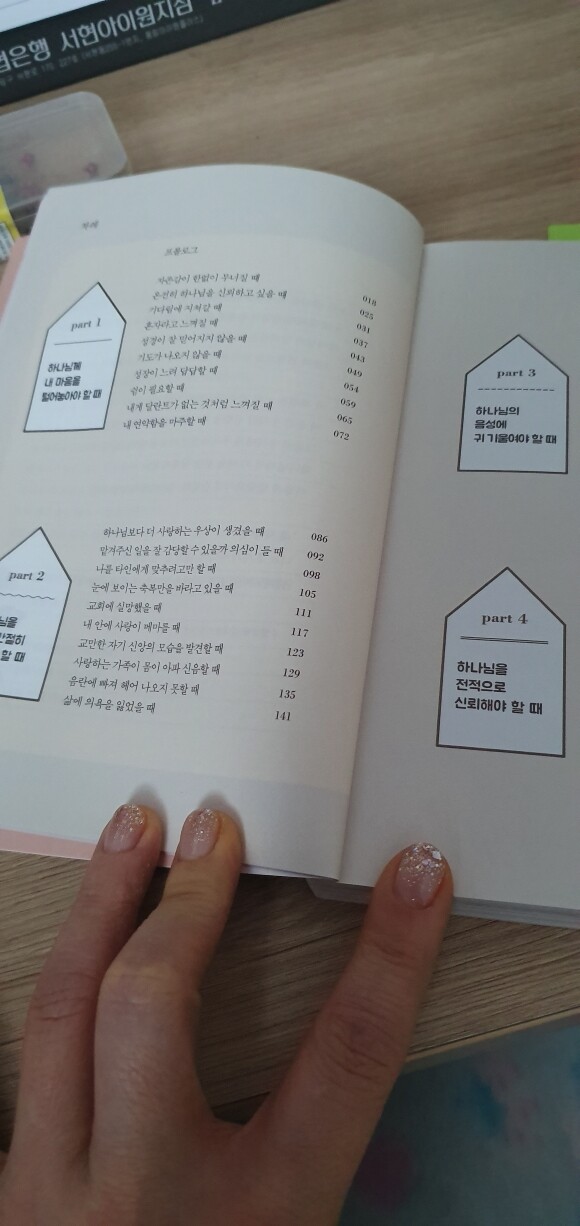 은행 서현아이원지점
차례
프롤로그
part 1
하나님께
내 마음을
털어놓아야 할 때
자존감이 한없이 무너질 때 018
온전히 하나님을 신뢰하고 싶을 때 025
기다림에 지쳐갈 때 031
혼자라고 느껴질 때 037
성경이 잘 믿어지지 않을 때 043
기도가 나오지 않을 때 049
성장이 느려 답답할 때 054
쉼이 필요할 때 059
내게 달란트가 없는 것처럼 느껴질 때 065
내 연약함을 마주할 때 072
part 2
할 때
하나님보다 더 사랑하는 우상이 생겼을 때 086
맡겨주신 일을 잘 감당할 수 있을까 의심이 들 때 092
나를 타인에게 맞추려고만 할 때 098
눈에 보이는 축복만을 바라고 있을 때 105
교회에 실망했을 때 111
내 안에 사랑이 메마를 때 117
교만한 자기 신앙의 모습을 발견할 때 123
사랑하는 가족이 몸이 아파 신음할 때 129
음란에 빠져 헤어 나오지 못할 때 135
삶에 의욕을 잃었을 때 141
part 3
하나님의
음성에
귀 기울여야 할 때
part 4
하나님을
전적으로
신뢰해야 할 때